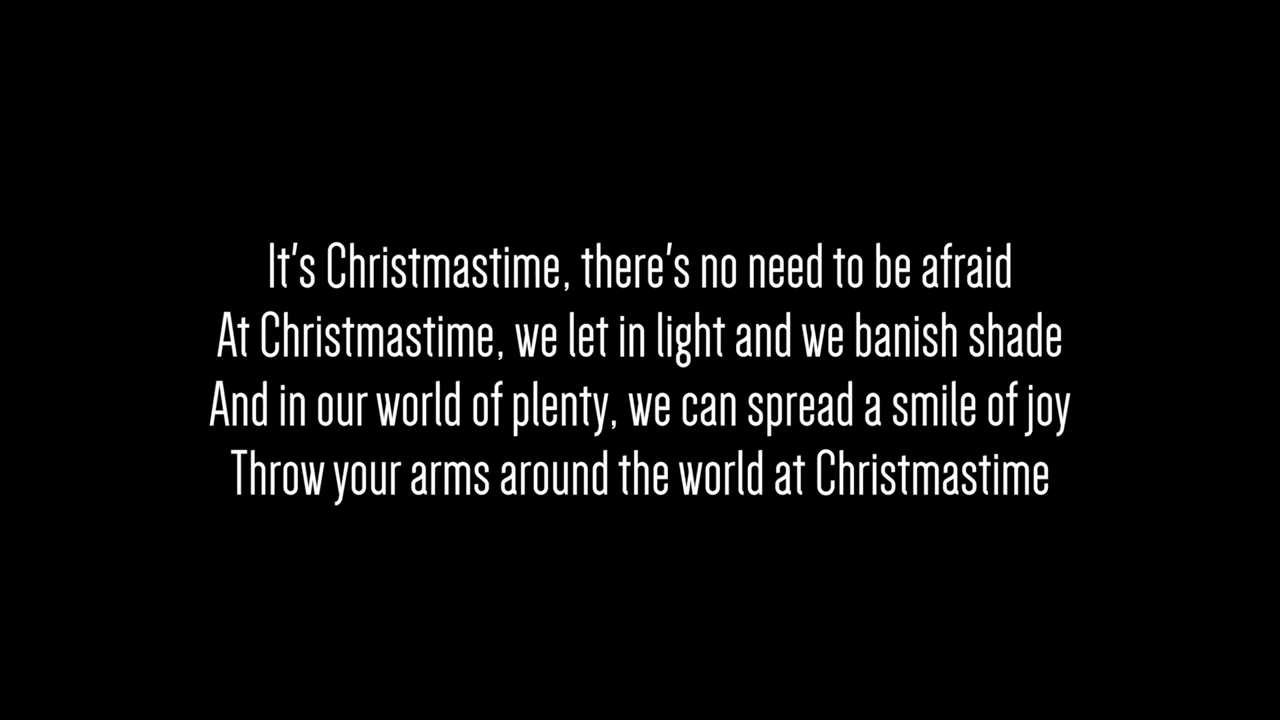 It's Christmastime, there's no need to be afraid
At Christmastime, we let in light and we banish shade
And in our world of plenty, we can spread a smile of joy
Throw your arms around the world at Christmastime